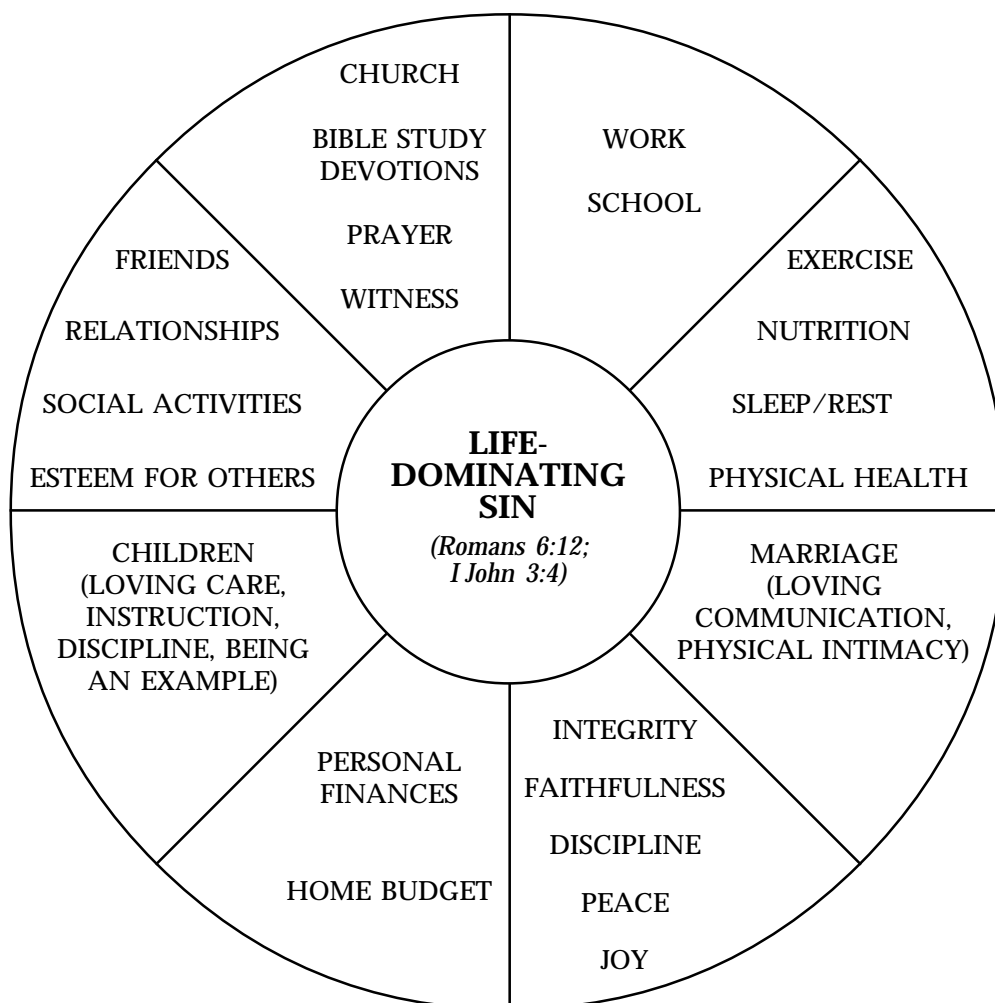 CHURCH
BIBLE STUDY
DEVOTIONS
PRAYER
WITNESS
WORK
SCHOOL
EXERCISE
NUTRITION
SLEEP/REST
PHYSICAL HEALTH
MARRIAGE
(LOVING
COMMUNICATION,
PHYSICAL INTIMACY)
INTEGRITY
FAITHFULNESS
DISCIPLINE
PEACE
JOY
PERSONAL
FINANCES
HOME BUDGET
CHILDREN
(LOVING CARE,
INSTRUCTION,
DISCIPLINE, BEING
AN EXAMPLE)
FRIENDS
RELATIONSHIPS
SOCIAL ACTIVITIES
ESTEEM FOR OTHERS
LIFE-
DOMINATING
SIN
(Romans 6:12;
I John 3:4)